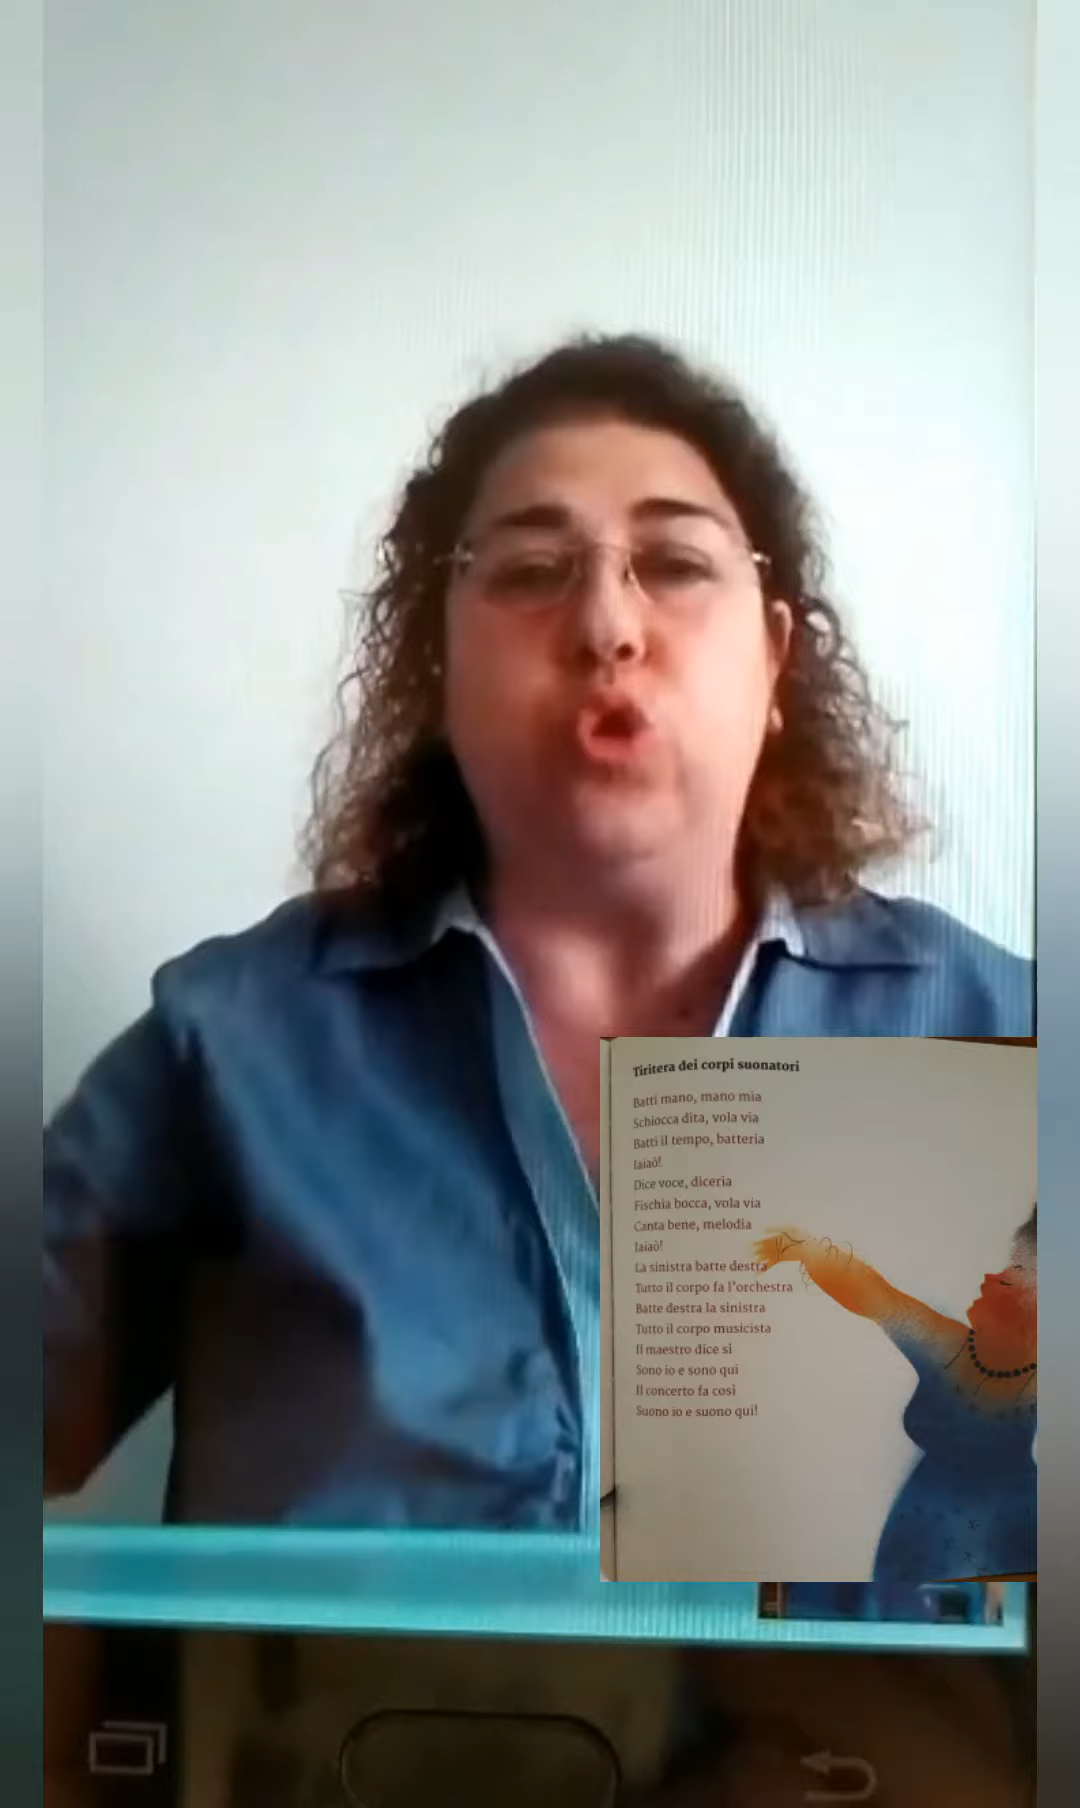 Tiritera dei corpi suonatori
Batti mano, mano mia
Schiocca dita, vola via
Batti il tempo, batteria
Iaiaò!
Dice voce, diceria
Fischia bocca, vola via
Canta bene, melodia
Iaiaò!
La sinistra batte destra
Tutto il corpo fa l'orchestra
Batte destra la sinistra
Tutto il corpo musicista
Il maestro dice sì
Sono io e sono qui
Il concerto fa così
Suono io e suono qui!